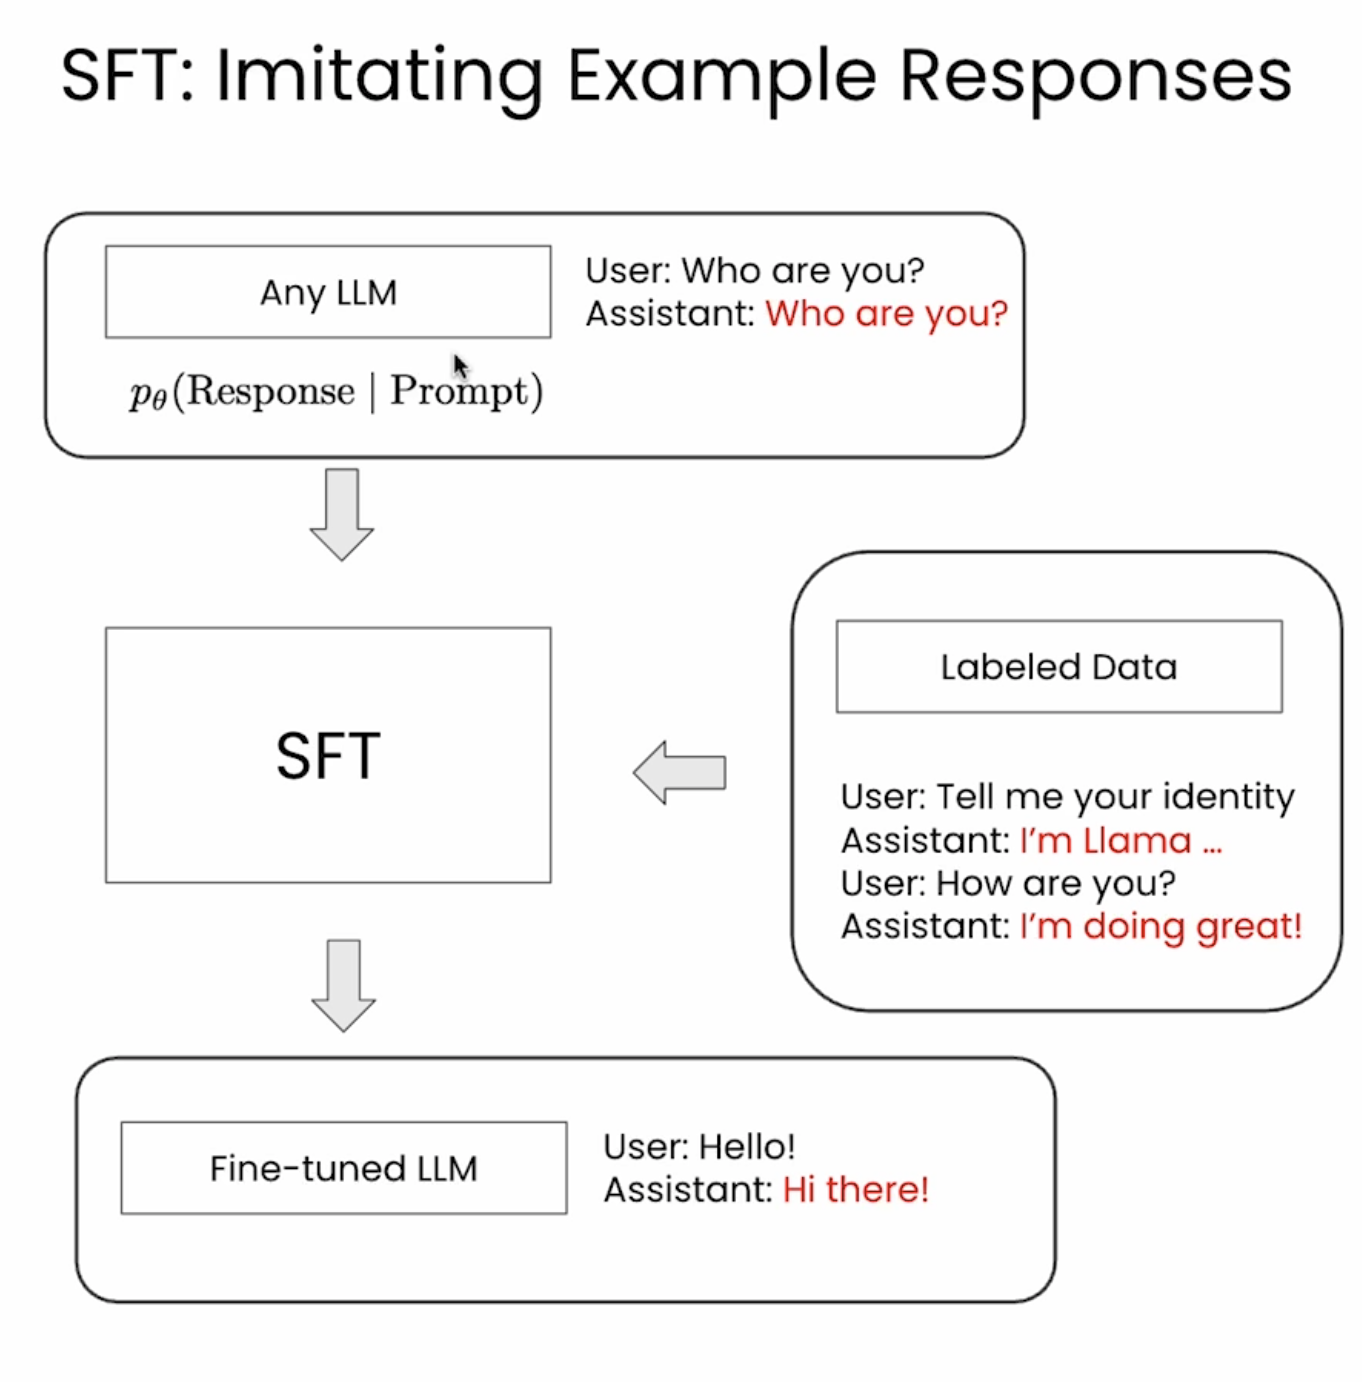 SFT: Imitating Example Responses
Any LLM
User: Who are you?
Assistant: Who are you?
pθ(Response | Prompt)
SFT
Labeled Data
User: Tell me your identity
Assistant: I'm Llama ...
User: How are you?
Assistant: I'm doing great!
Fine-tuned LLM
User: Hello!
Assistant: Hi there!